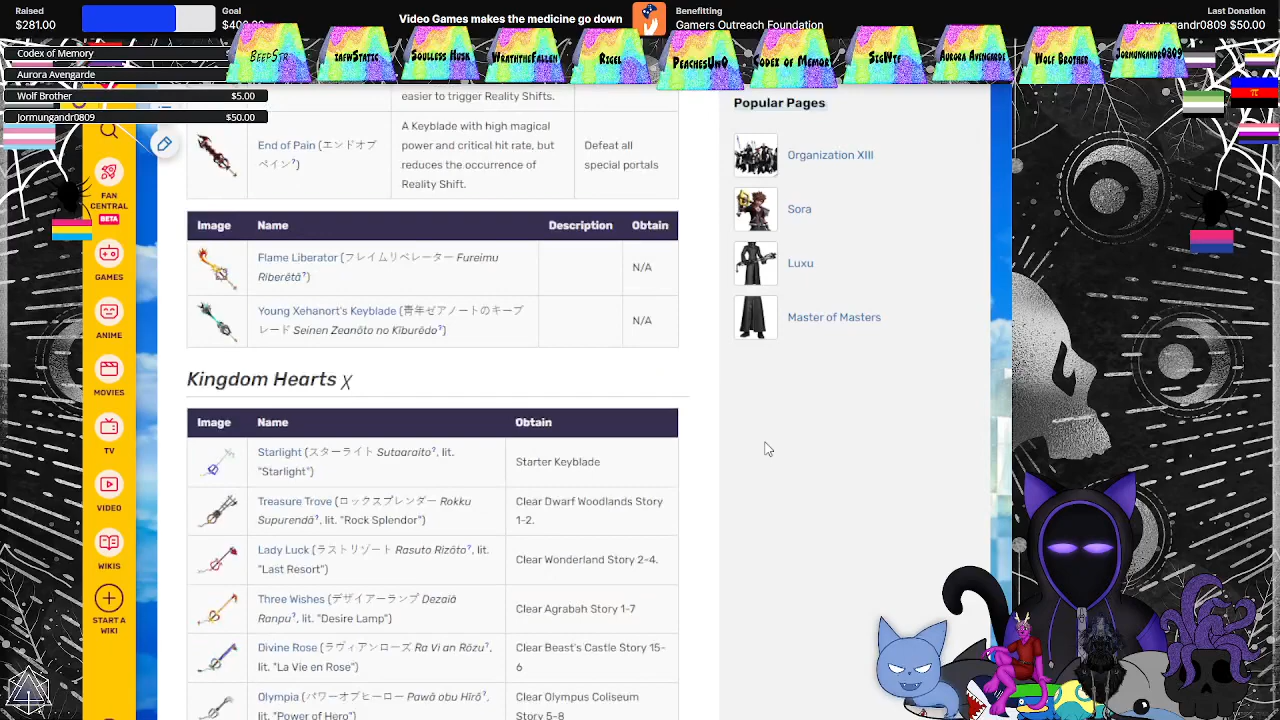 Raised
$281.00
Goal
$400.00
Video Games makes the medicine go down
Benefitting
Gamers Outreach Foundation
Last Donation
Jormungandr0809 $50.00
Codex of Memory
Aurora Avengarde
Wolf Brother $5.00
Jormungandr0809 $50.00
BeepSto
zaewStatic
Soulless Husk
WraththeFallen
Rigel
PeachesUnO
Codex of Memor
SigWtf
Aurora Avengarde
Wolf Brother
Jormungandr0809
FAN
CENTRAL
BETA
GAMES
ANIME
MOVIES
TV
VIDEO
WIKIS
START A
WIKI
easier to trigger Reality Shifts.
End of Pain (エンドオブ
ペイン?)
A Keyblade with high magical
power and critical hit rate, but
reduces the occurrence of
Reality Shift.
Defeat all
special portals
Image Name Description Obtain
Flame Liberator (フレイムリベレーター Fureimu
Riberētā?)
N/A
Young Xehanort's Keyblade (青年ゼアノートのキーブ
レード Seinen Zeanōto no Kīburēdo?)
N/A
Kingdom Hearts χ
Image Name Obtain
Starlight (スターライト Sutaaraito?, lit.
"Starlight")
Starter Keyblade
Treasure Trove (ロックスプレンダー Rokku
Supurendā?, lit. "Rock Splendor")
Clear Dwarf Woodlands Story
1-2.
Lady Luck (ラストリゾート Rasuto Rizōto?, lit.
"Last Resort")
Clear Wonderland Story 2-4.
Three Wishes (デザイアーランプ Dezaiā
Ranpu?, lit. "Desire Lamp")
Clear Agrabah Story 1-7
Divine Rose (ラヴィアンローズ Ra Vi an Rōzu?,
lit. "La Vie en Rose")
Clear Beast's Castle Story 15-
6
Olympia (パワーオブヒーロー Pawā obu Hīrō?,
lit. "Power of Hero")
Clear Olympus Coliseum
Story 5-8
Popular Pages
Organization XIII
Sora
Luxu
Master of Masters
π